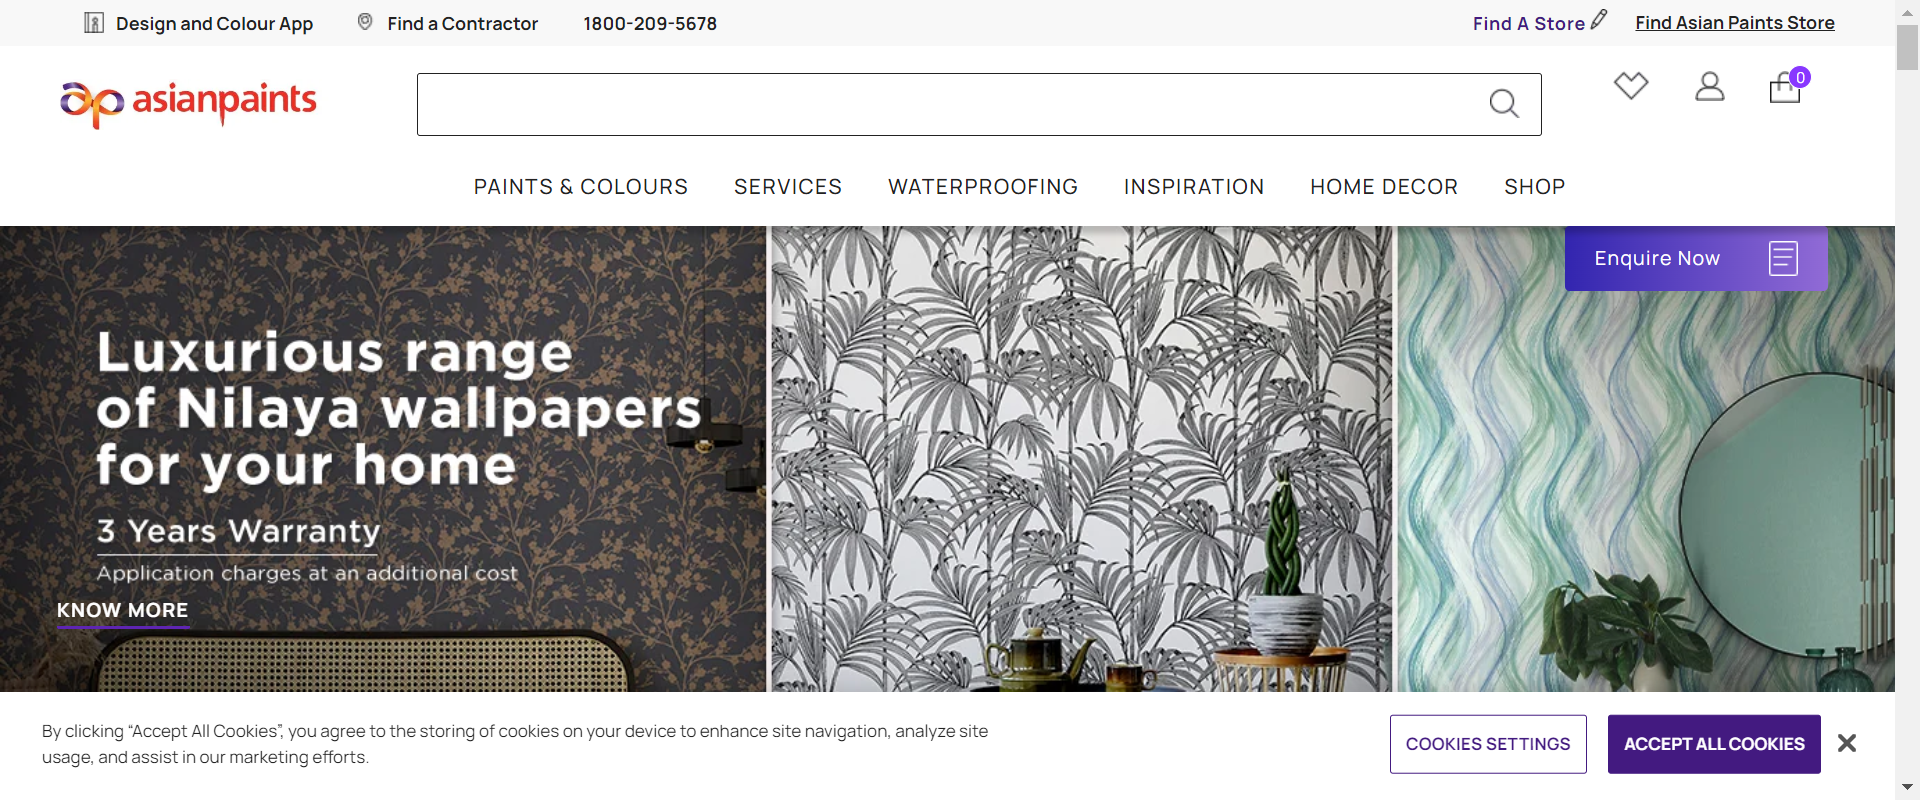 Design and Colour App
Find a Contractor
1800-209-5678
Find A Store
Find Asian Paints Store
ap asianpaints
0
PAINTS & COLOURS
SERVICES
WATERPROOFING
INSPIRATION
HOME DECOR
SHOP
Enquire Now
Luxurious range
of Nilaya wallpapers
for your home
3 Years Warranty
Application charges at an additional cost
KNOW MORE
By clicking “Accept All Cookies”, you agree to the storing of cookies on your device to enhance site navigation, analyze site
usage, and assist in our marketing efforts.
COOKIES SETTINGS
ACCEPT ALL COOKIES